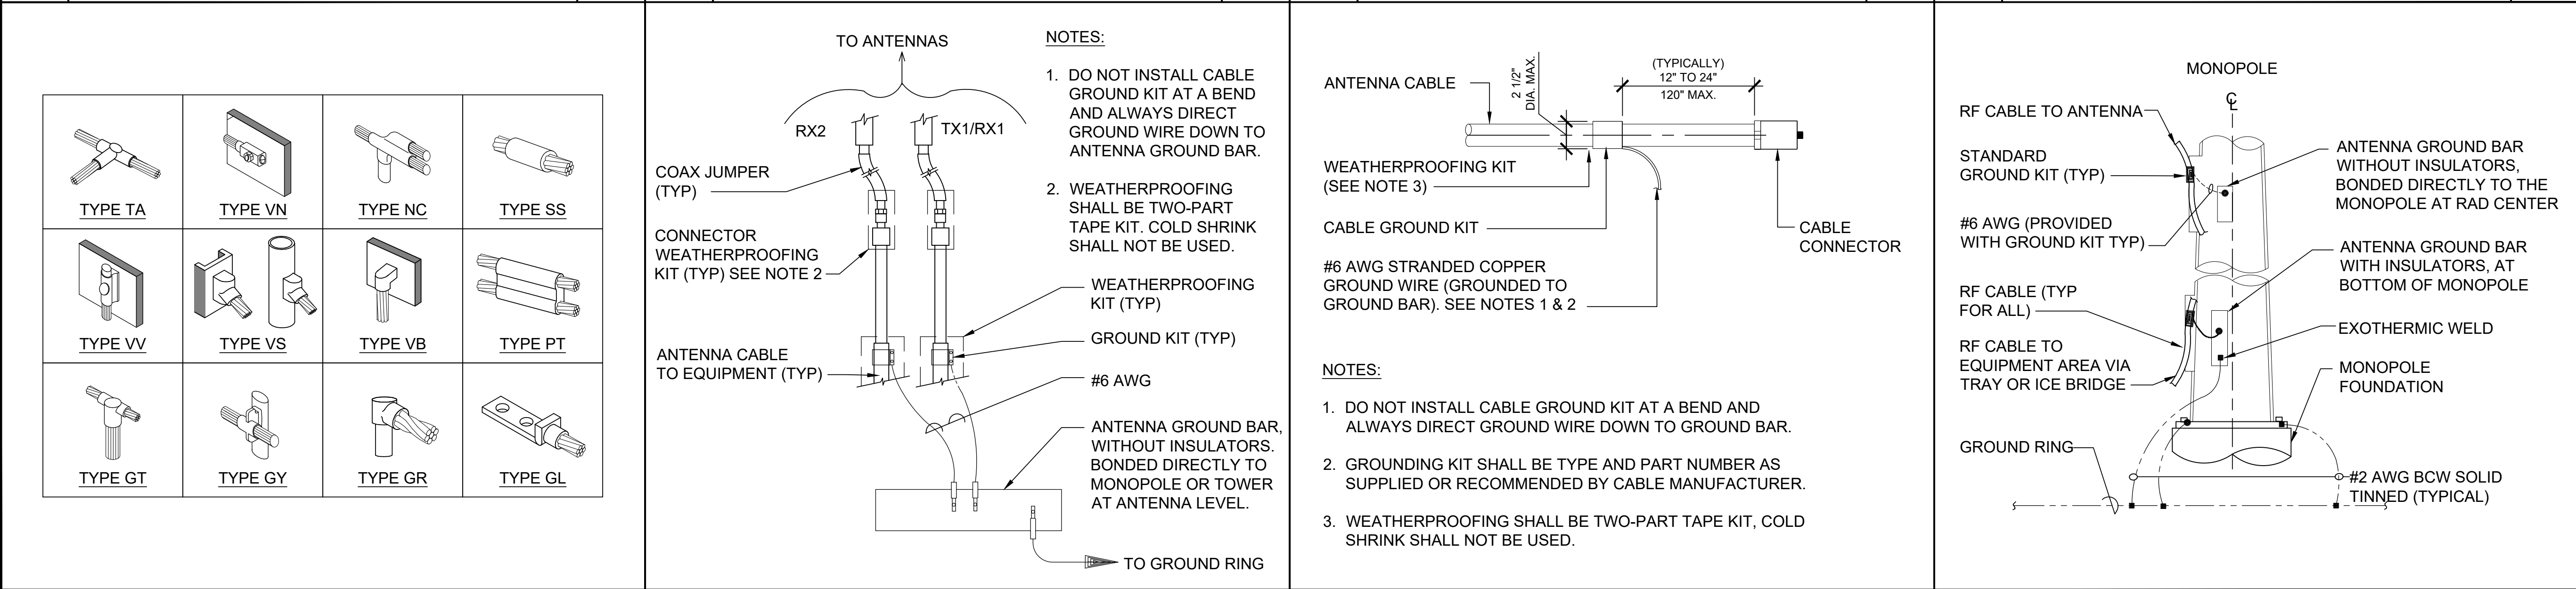 TYPE TA
TYPE VN
TYPE NC
TYPE SS
TYPE VV
TYPE VS
TYPE VB
TYPE PT
TYPE GT
TYPE GY
TYPE GR
TYPE GL
TO ANTENNAS
RX2
TX1/RX1
COAX JUMPER
(TYP)
CONNECTOR
WEATHERPROOFING
KIT (TYP) SEE NOTE 2
ANTENNA CABLE
TO EQUIPMENT (TYP)
NOTES:
1. DO NOT INSTALL CABLE
GROUND KIT AT A BEND
AND ALWAYS DIRECT
GROUND WIRE DOWN TO
ANTENNA GROUND BAR.
2. WEATHERPROOFING
SHALL BE TWO-PART
TAPE KIT. COLD SHRINK
SHALL NOT BE USED.
WEATHERPROOFING
KIT (TYP)
GROUND KIT (TYP)
#6 AWG
ANTENNA GROUND BAR,
WITHOUT INSULATORS.
BONDED DIRECTLY TO
MONOPOLE OR TOWER
AT ANTENNA LEVEL.
TO GROUND RING
ANTENNA CABLE
2 1/2"
DIA. MAX.
(TYPICALLY)
12" TO 24"
120" MAX.
WEATHERPROOFING KIT
(SEE NOTE 3)
CABLE GROUND KIT
#6 AWG STRANDED COPPER
GROUND WIRE (GROUNDED TO
GROUND BAR). SEE NOTES 1 & 2
CABLE
CONNECTOR
NOTES:
1. DO NOT INSTALL CABLE GROUND KIT AT A BEND AND
ALWAYS DIRECT GROUND WIRE DOWN TO GROUND BAR.
2. GROUNDING KIT SHALL BE TYPE AND PART NUMBER AS
SUPPLIED OR RECOMMENDED BY CABLE MANUFACTURER.
3. WEATHERPROOFING SHALL BE TWO-PART TAPE KIT, COLD
SHRINK SHALL NOT BE USED.
MONOPOLE
℄
RF CABLE TO ANTENNA
STANDARD
GROUND KIT (TYP)
#6 AWG (PROVIDED
WITH GROUND KIT TYP)
RF CABLE (TYP
FOR ALL)
RF CABLE TO
EQUIPMENT AREA VIA
TRAY OR ICE BRIDGE
GROUND RING
ANTENNA GROUND BAR
WITHOUT INSULATORS,
BONDED DIRECTLY TO THE
MONOPOLE AT RAD CENTER
ANTENNA GROUND BAR
WITH INSULATORS, AT
BOTTOM OF MONOPOLE
EXOTHERMIC WELD
MONOPOLE
FOUNDATION
#2 AWG BCW SOLID
TINNED (TYPICAL)